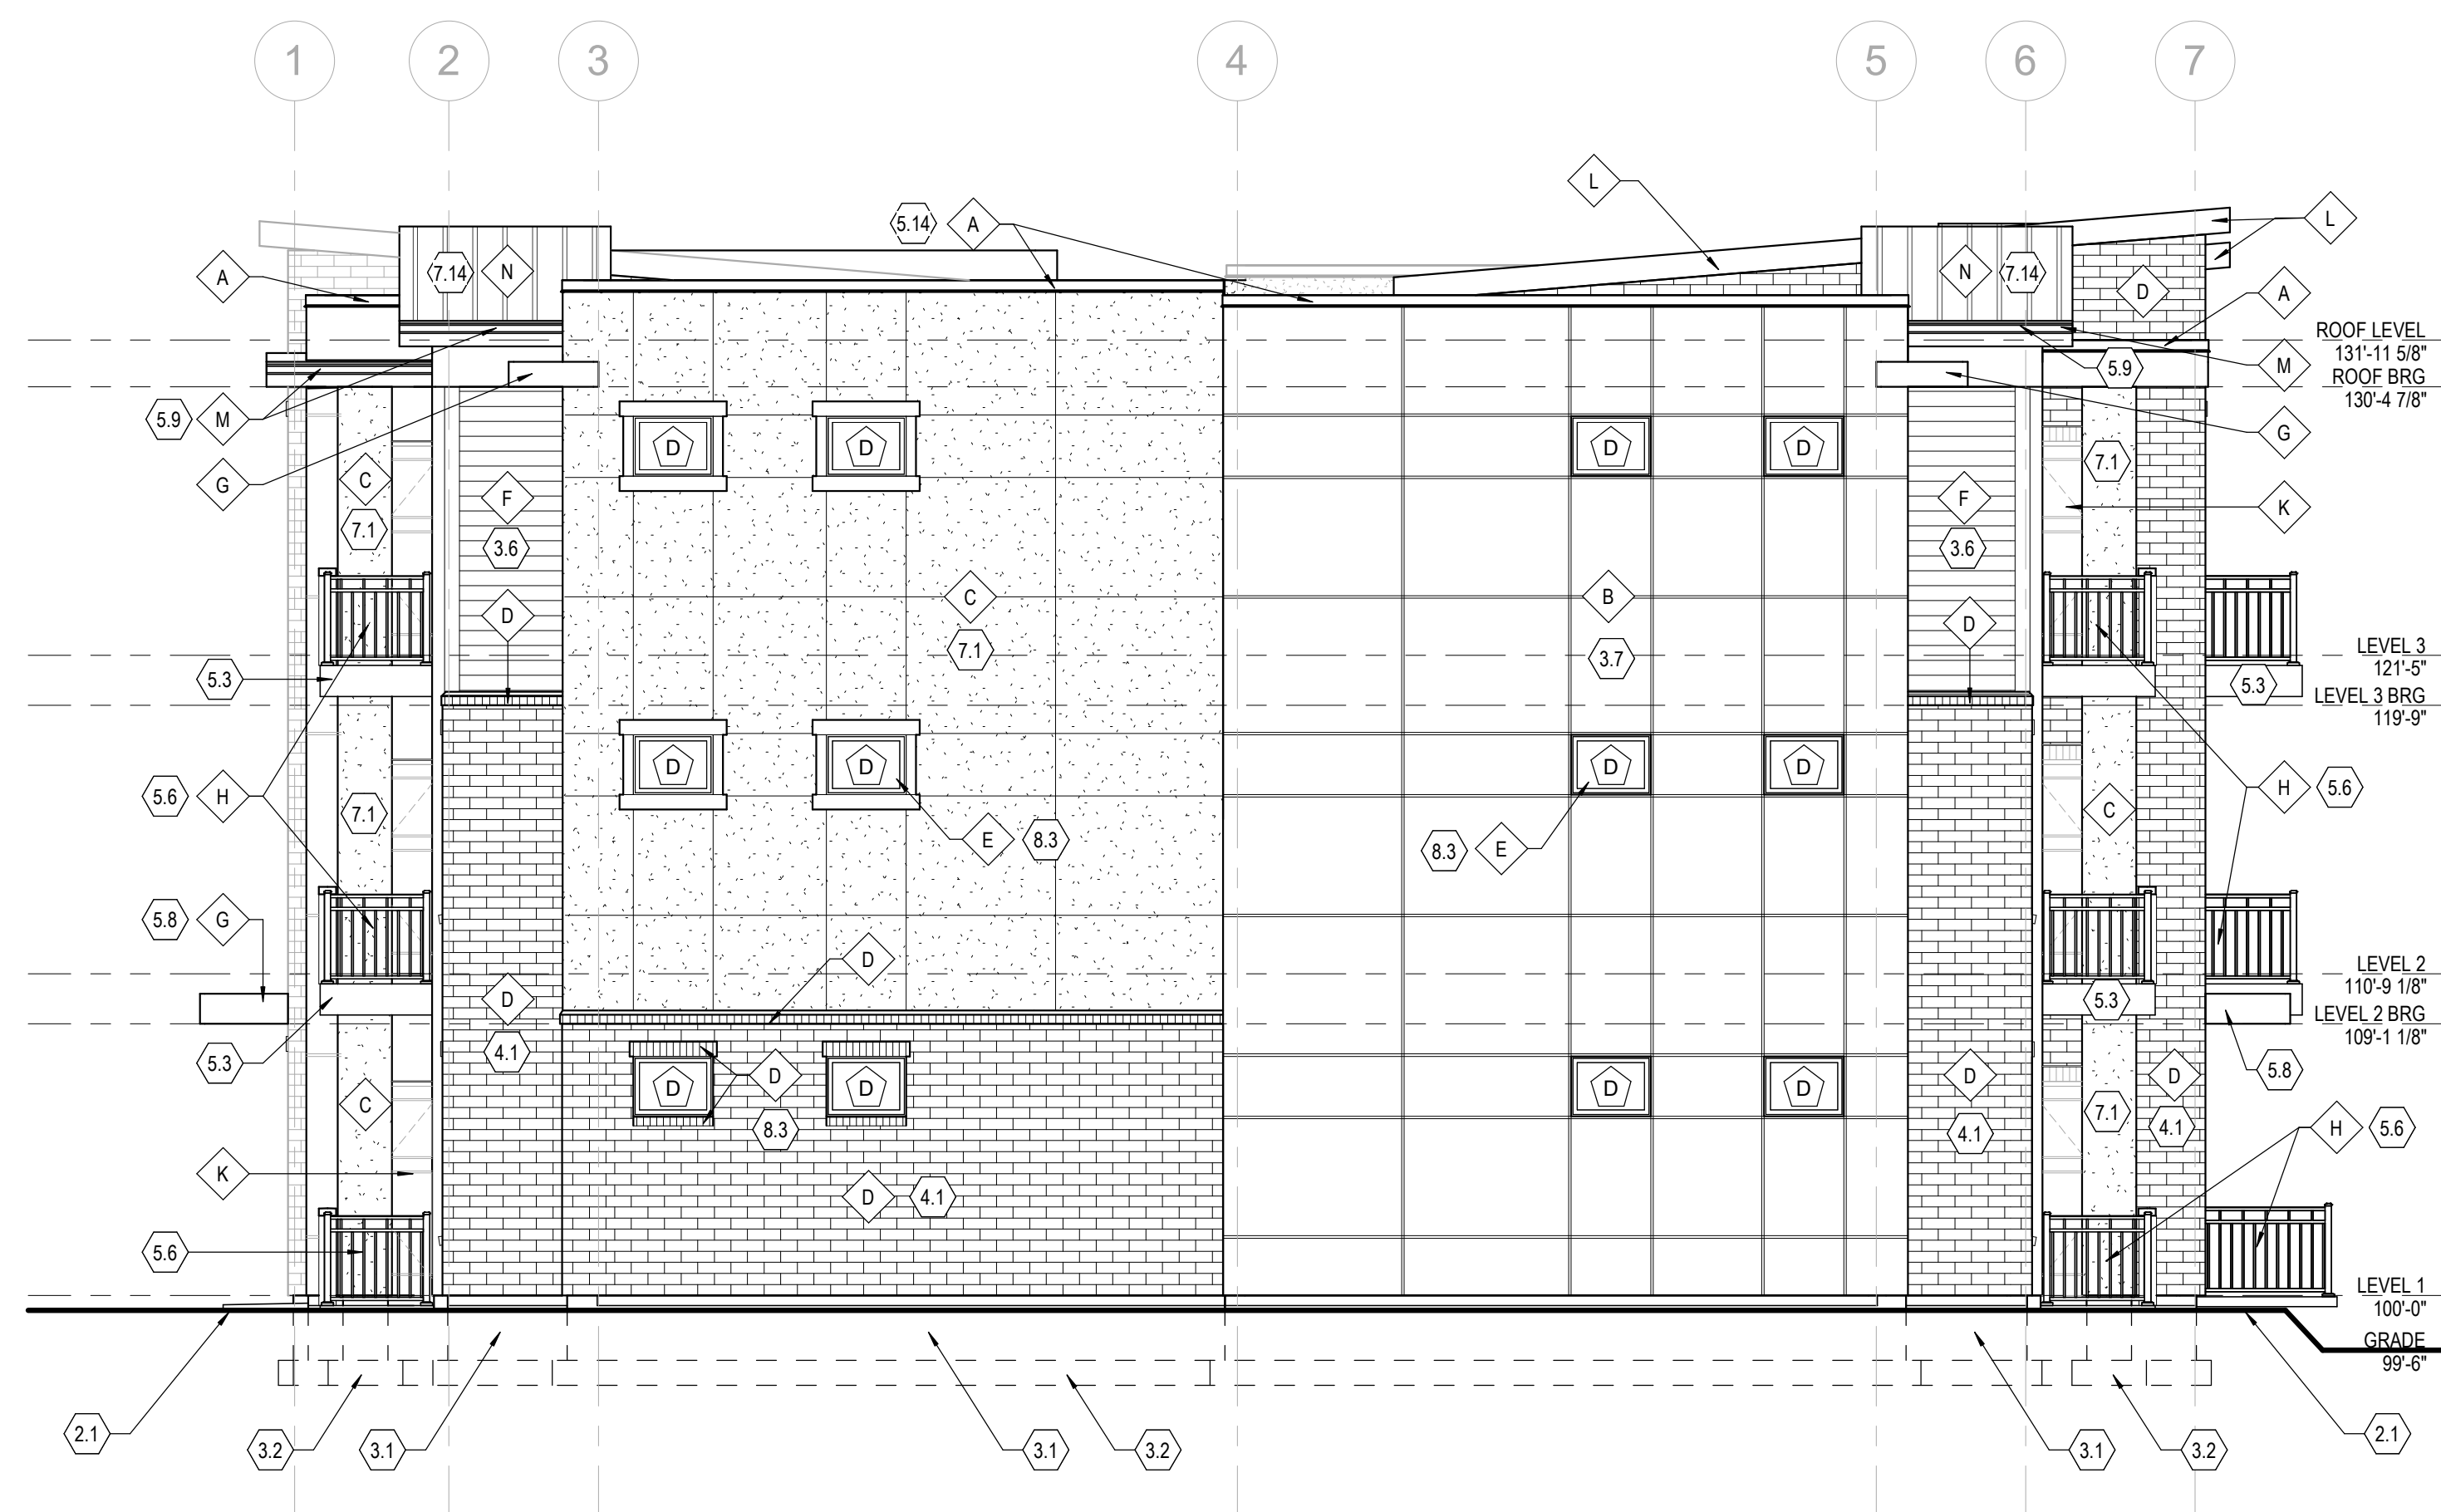 1 2 3 4 5 6 7
L
5.14 A
L
A
7.14 N
N 7.14
D
A
ROOF LEVEL
131'-11 5/8"
M
5.9
ROOF BRG
130'-4 7/8"
5.9 M
G
D D D D
7.1
C
G
F
F
K
7.1
3.6
3.6
C
B
D
D
7.1
3.7
LEVEL 3
121'-5"
5.3
5.3
LEVEL 3 BRG
119'-9"
D D D D
5.6 H
H 5.6
7.1
C
E 8.3
8.3 E
5.8 G
D
LEVEL 2
110'-9 1/8"
D
5.3
LEVEL 2 BRG
109'-1 1/8"
4.1
5.3
5.8
D D D D D
D
D
C
8.3
7.1
4.1
4.1
H 5.6
K
D 4.1
5.6
LEVEL 1
100'-0"
GRADE
99'-6"
2.1
3.2 3.1 3.1 3.2 3.1 3.2
2.1